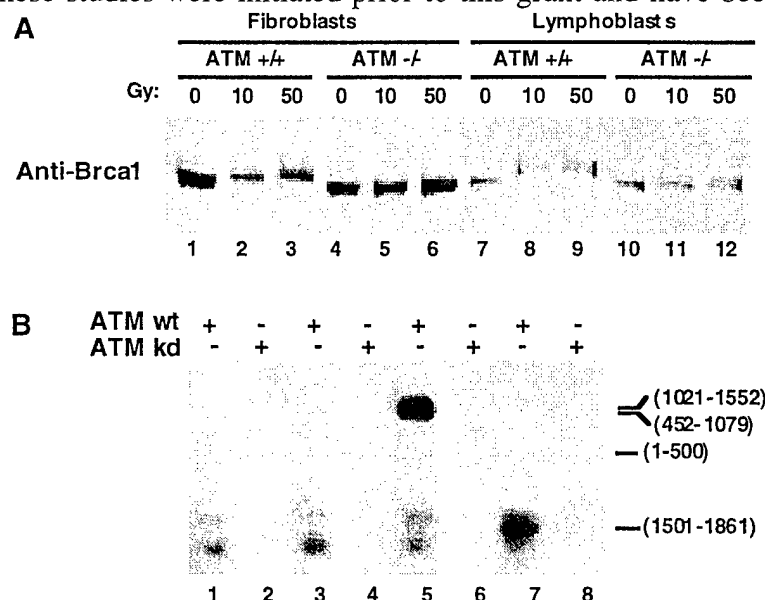 these studies were initiated prior to this grant and have bee
A
Fibroblasts Lymphoblasts
ATM +/+ ATM -/- ATM +/+ ATM -/-
Gy: 0 10 50 0 10 50 0 10 50 0 10 50
Anti-Brca1
1 2 3 4 5 6 7 8 9 10 11 12
B
ATM wt + - + - + - + -
ATM kd - + - + - + - +
(1021-1552)
(452-1079)
(1-500)
(1501-1861)
1 2 3 4 5 6 7 8